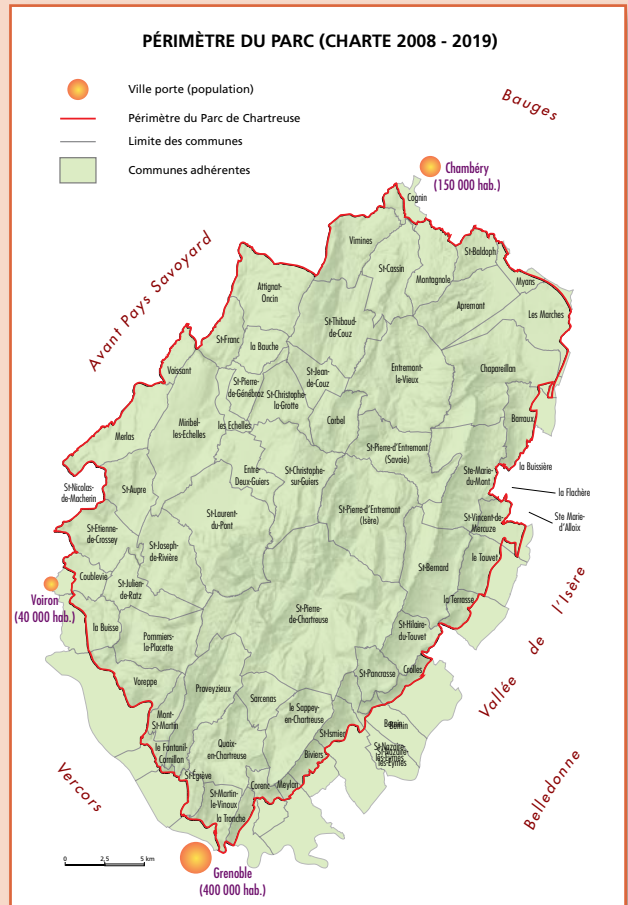 PÉRIMÈTRE DU PARC (CHARTE 2008 - 2019)
Ville porte (population)
Périmètre du Parc de Chartreuse
Limite des communes
Communes adhérentes
Bauges
Chambéry
(150 000 hab.)
Cognin
Avant Pays Savoyard
Vimines
St-Baldoph
St-Cassin
Montagnole
Myans
Attignat-
Oncin
Apremont
Les Marches
St-Thibaud-
de-Couz
St-Franc
la Bauche
Entremont-
le-Vieux
Chapareillan
Voissant
St-Jean-
de-Couz
St-Pierre-
de-Génébroz
St-Christophe-
la-Grotte
Barraux
Miribel-
les-Echelles
les Echelles
Corbel
Merlas
St-Pierre-d'Entremont
(Savoie)
la Buissière
Entre-
Deux-Guiers
St-Christophe-
sur-Guiers
Ste-Marie-
du-Mont
St-Nicolas-
de-Macherin
St-Aupre
la Flachère
St-Laurent-
du-Pont
St-Pierre-d'Entremont
(Isère)
St-Vincent-de-
Mercuze
Ste Marie-
d'Alloix
St-Etienne-
de-Crossey
St-Joseph-
de-Rivière
le Touvet
St-Bernard
Coublevie
St-Julien-
de-Ratz
Voiron
(40 000 hab.)
la Terrasse
St-Pierre-
de-Chartreuse
la Buisse
St-Hilaire-
du-Touvet
Pommiers-
la-Placette
Vallée de l'Isère
Crolles
St-Pancrasse
Voreppe
Proveyzieux
Sarcenas
le Sappey-
en-Chartreuse
Mont-
St-Martin
Bernin
Bernin
St-Ismier
le Fontanil-
Cornillon
Quaix-
en-Chartreuse
St-Nazaire-
les-Eymes
St-Nazaire-
les-Eymes
Biviers
Vercors
St-Egrève
Corenc
Meylan
Belledonne
St-Martin-
le-Vinoux
la Tronche
0 2,5 5 km
Grenoble
(400 000 hab.)